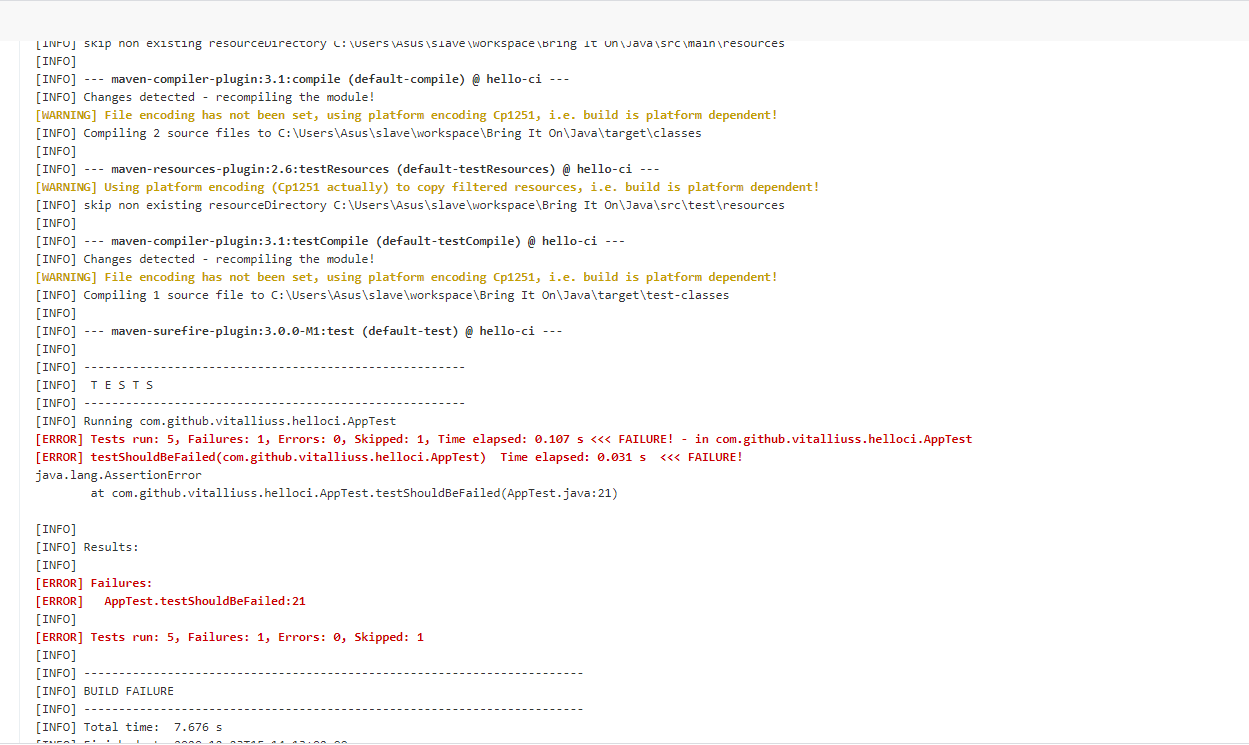 [INFO] skip non existing resourceDirectory C:\Users\Asus\slave\workspace\Bring It On\Java\src\main\resources
[INFO]
[INFO] --- maven-compiler-plugin:3.1:compile (default-compile) @ hello-ci ---
[INFO] Changes detected - recompiling the module!
[WARNING] File encoding has not been set, using platform encoding Cp1251, i.e. build is platform dependent!
[INFO] Compiling 2 source files to C:\Users\Asus\slave\workspace\Bring It On\Java\target\classes
[INFO]
[INFO] --- maven-resources-plugin:2.6:testResources (default-testResources) @ hello-ci ---
[WARNING] Using platform encoding (Cp1251 actually) to copy filtered resources, i.e. build is platform dependent!
[INFO] skip non existing resourceDirectory C:\Users\Asus\slave\workspace\Bring It On\Java\src\test\resources
[INFO]
[INFO] --- maven-compiler-plugin:3.1:testCompile (default-testCompile) @ hello-ci ---
[INFO] Changes detected - recompiling the module!
[WARNING] File encoding has not been set, using platform encoding Cp1251, i.e. build is platform dependent!
[INFO] Compiling 1 source file to C:\Users\Asus\slave\workspace\Bring It On\Java\target\test-classes
[INFO]
[INFO] --- maven-surefire-plugin:3.0.0-M1:test (default-test) @ hello-ci ---
[INFO]
[INFO] -------------------------------------------------------
[INFO]  T E S T S
[INFO] -------------------------------------------------------
[INFO] Running com.github.vitalliuss.helloci.AppTest
[ERROR] Tests run: 5, Failures: 1, Errors: 0, Skipped: 1, Time elapsed: 0.107 s <<< FAILURE! - in com.github.vitalliuss.helloci.AppTest
[ERROR] testShouldBeFailed(com.github.vitalliuss.helloci.AppTest)  Time elapsed: 0.031 s  <<< FAILURE!
java.lang.AssertionError
	at com.github.vitalliuss.helloci.AppTest.testShouldBeFailed(AppTest.java:21)
[INFO]
[INFO] Results:
[INFO]
[ERROR] Failures:
[ERROR]   AppTest.testShouldBeFailed:21
[INFO]
[ERROR] Tests run: 5, Failures: 1, Errors: 0, Skipped: 1
[INFO]
[INFO] ------------------------------------------------------------------------
[INFO] BUILD FAILURE
[INFO] ------------------------------------------------------------------------
[INFO] Total time:  7.676 s